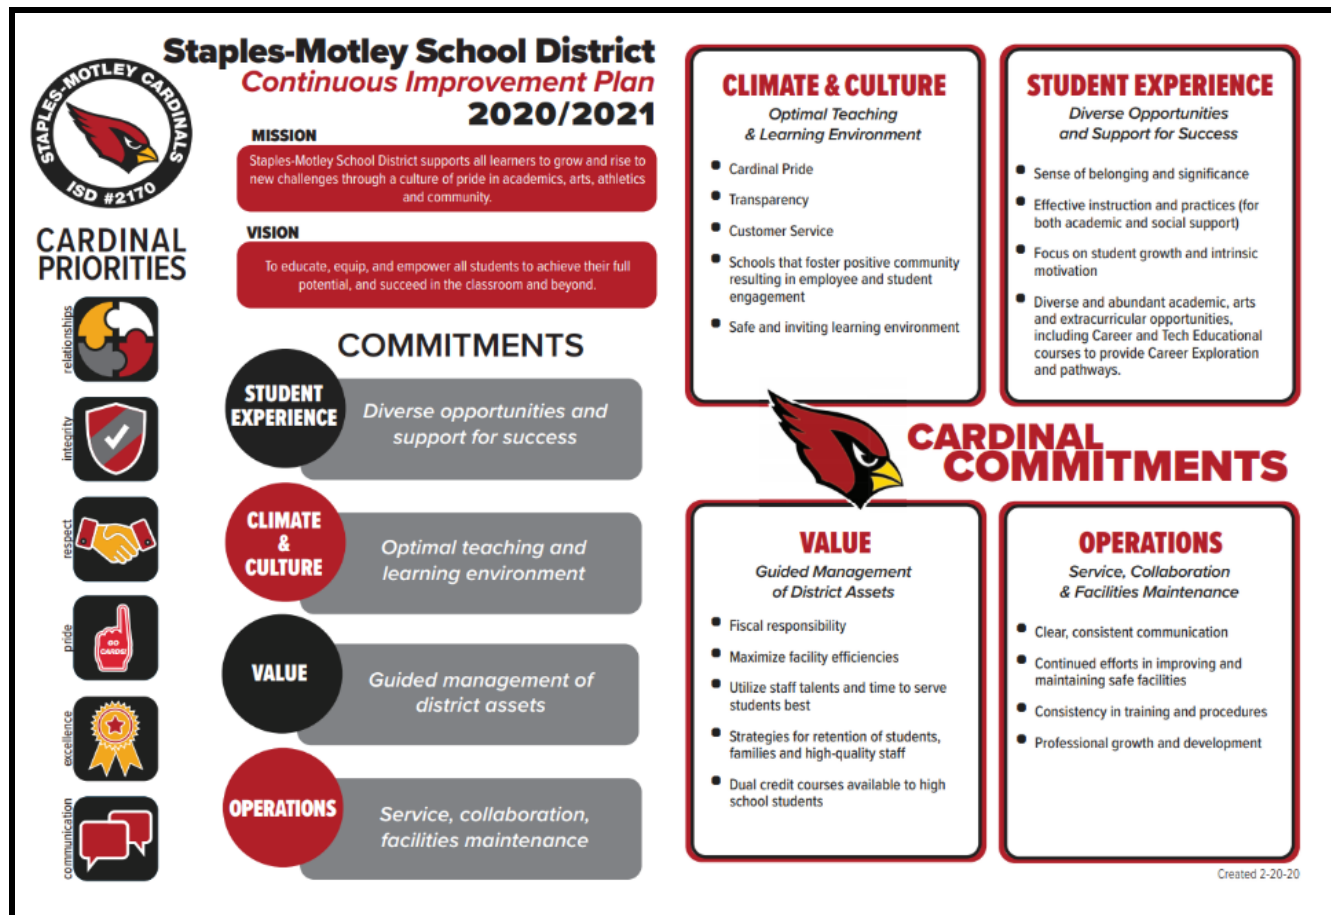 STAPLES-MOTLEY CARDINALS
ISD #2170
Staples-Motley School District
Continuous Improvement Plan
2020/2021
MISSION
Staples-Motley School District supports all learners to grow and rise to
new challenges through a culture of pride in academics, arts, athletics
and community.
VISION
To educate, equip, and empower all students to achieve their full
potential, and succeed in the classroom and beyond.
CARDINAL
PRIORITIES
relationships
integrity
respect
pride
GO
CARDS!
excellence
communication
COMMITMENTS
STUDENT
EXPERIENCE
Diverse opportunities and
support for success
CLIMATE
&
CULTURE
Optimal teaching and
learning environment
VALUE
Guided management of
district assets
OPERATIONS
Service, collaboration,
facilities maintenance
CLIMATE & CULTURE
Optimal Teaching
& Learning Environment
• Cardinal Pride
• Transparency
• Customer Service
• Schools that foster positive community
resulting in employee and student
engagement
• Safe and inviting learning environment
STUDENT EXPERIENCE
Diverse Opportunities
and Support for Success
• Sense of belonging and significance
• Effective instruction and practices (for
both academic and social support)
• Focus on student growth and intrinsic
motivation
• Diverse and abundant academic, arts
and extracurricular opportunities,
including Career and Tech Educational
courses to provide Career Exploration
and pathways.
CARDINAL
COMMITMENTS
VALUE
Guided Management
of District Assets
• Fiscal responsibility
• Maximize facility efficiencies
• Utilize staff talents and time to serve
students best
• Strategies for retention of students,
families and high-quality staff
• Dual credit courses available to high
school students
OPERATIONS
Service, Collaboration
& Facilities Maintenance
• Clear, consistent communication
• Continued efforts in improving and
maintaining safe facilities
• Consistency in training and procedures
• Professional growth and development
Created 2-20-20